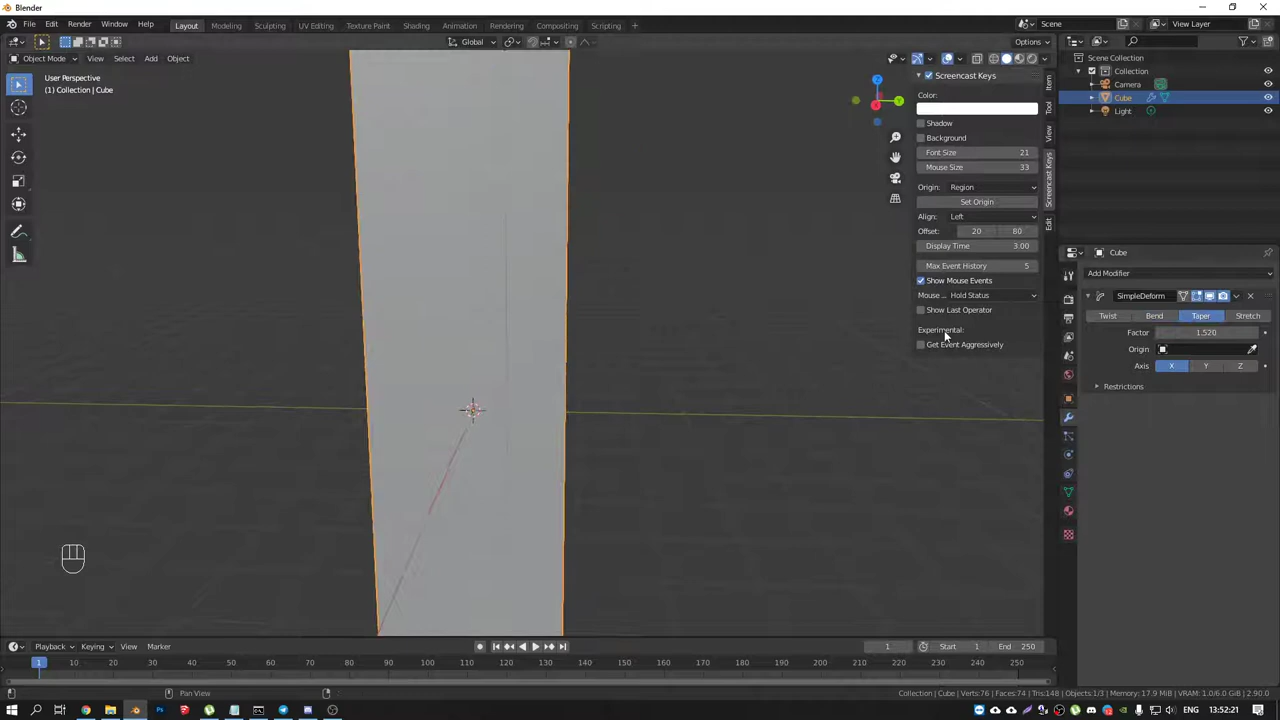 Blender
File Edit Render Window Help Layout Modeling Sculpting UV Editing Texture Paint Shading Animation Rendering Compositing Scripting + Scene View Layer
Global Options
Object Mode View Select Add Object
User Perspective
(1) Collection | Cube
Screencast Keys
Color:
Shadow
Background
Font Size 21
Mouse Size 33
Origin: Region
Set Origin
Align: Left
Offset: 20 80
Display Time 3:00
Max Event History 5
Show Mouse Events
Mouse ... Hold Status
Show Last Operator
Experimental:
Get Event Aggressively
Item
Tool
View
Screencast Keys
Edit
Z
Y
Scene Collection
Collection
Camera
Cube
Light
Cube
Add Modifier
SimpleDeform
Twist Bend Taper Stretch
Factor 1.520
Origin
Axis X Y Z
Restrictions
Playback Keying View Marker 1 Start 1 End 250
1 10 20 30 40 50 60 70 80 90 100 110 120 130 140 150 160 170 180 190 200 210 220 230 240 250
Pan View
Collection | Cube | Verts:76 | Faces:74 | Tris:148 | Objects:1/3 | Memory: 17.9 MiB | VRAM: 1.0/6.0 GiB | 2.90.0
ENG 13:52:21